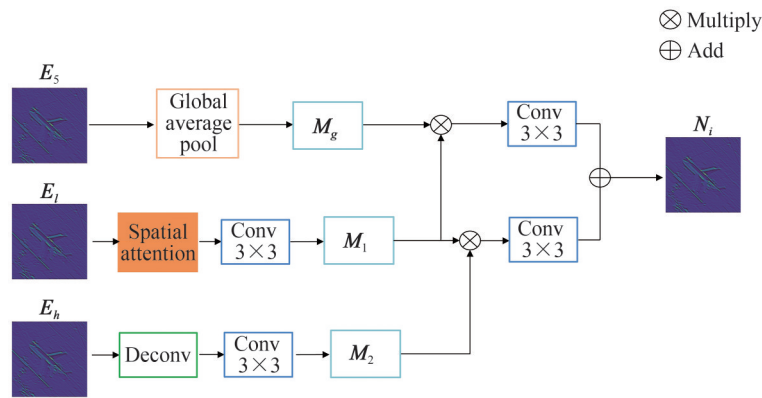 ⊗ Multiply
⊕ Add
E5
Global
average
pool
Mg
Conv
3×3
Ni
El
Spatial
attention
Conv
3×3
M1
Conv
3×3
Eh
Deconv
Conv
3×3
M2